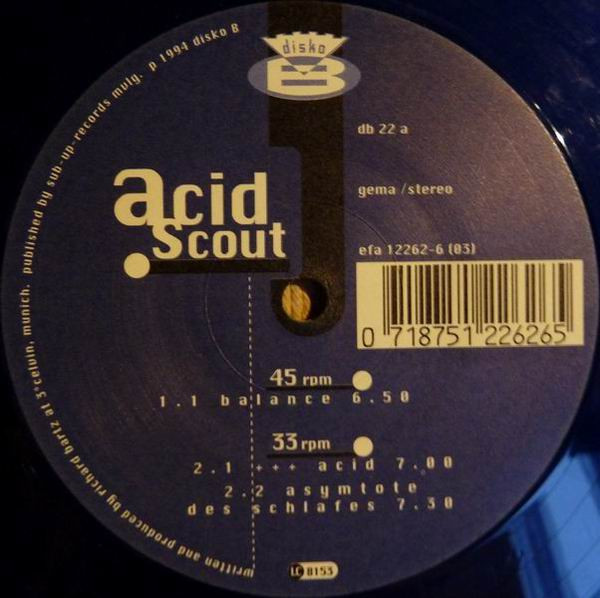 disko
B
db 22 a
gema /stereo
efa 12262-6 (03)
0 718751 226265
acid
scout
45 rpm
1.1 balance 6.50
33 rpm
2.1 +++ acid 7.00
2.2 asymtote
des schlafes 7.30
LC 8153
written and produced by richard bartz at 3°celvin, munich. published by sub-up-records mulg. p 1994 disko B